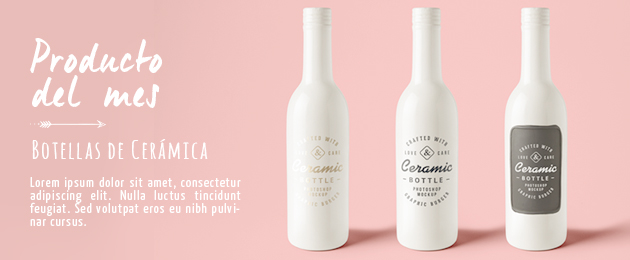 Producto
del mes
BOTELLAS DE CERÁMICA
Lorem ipsum dolor sit amet, consectetur
adipiscing elit. Nulla luctus tincidunt
feugiat. Sed volutpat eros eu nibh pulvi-
nar cursus.
CRAFTED WITH
LOVE & CARE
&
Ceramic
BOTTLE
PHOTOSHOP
MOCKUP
GRAPHIC BURGER
CRAFTED WITH
LOVE & CARE
&
Ceramic
BOTTLE
PHOTOSHOP
MOCKUP
GRAPHIC BURGER
CRAFTED WITH
LOVE & CARE
&
Ceramic
BOTTLE
PHOTOSHOP
MOCKUP
GRAPHIC BURGER